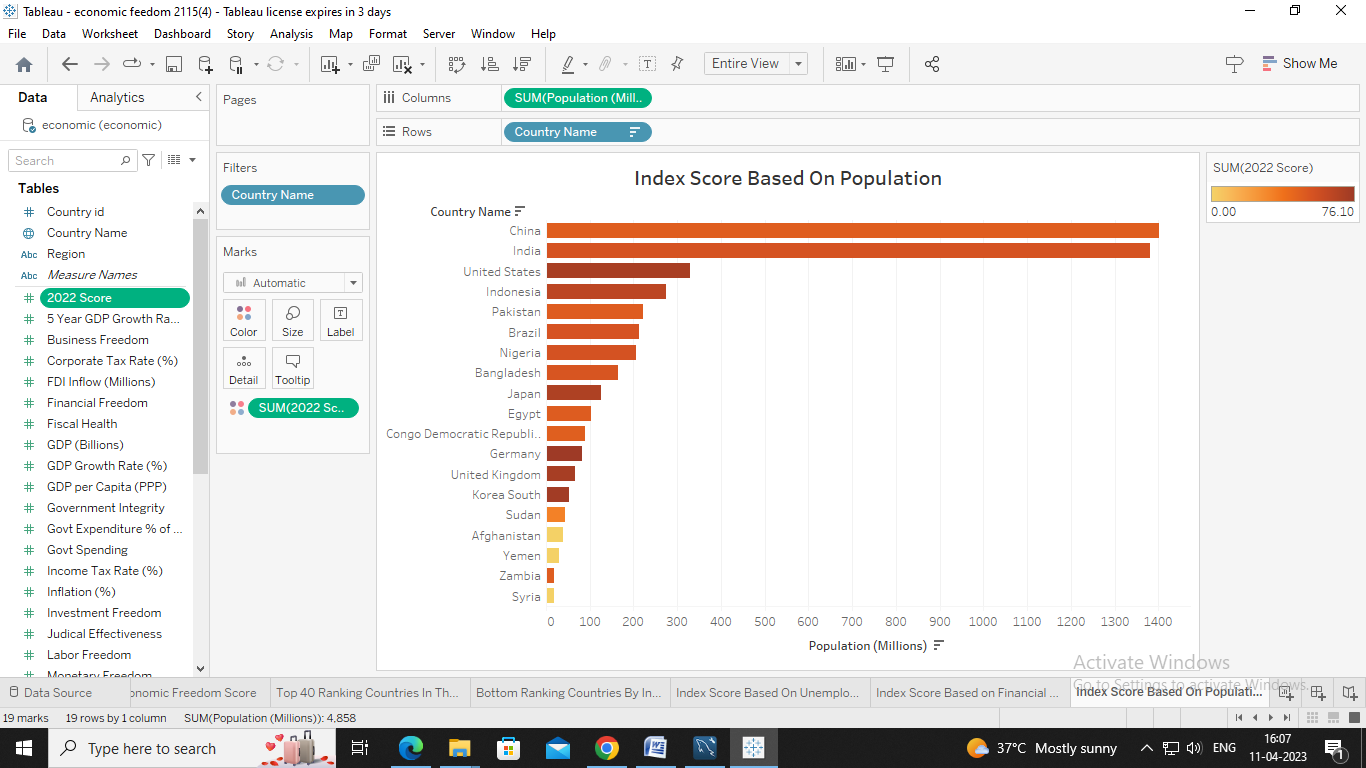 Tableau - economic feedom 2115(4) - Tableau license expires in 3 days
File Data Worksheet Dashboard Story Analysis Map Format Server Window Help
Entire View
Show Me
Data Analytics
economic (economic)
Search
Tables
Country id
Country Name
Abc Region
Abc Measure Names
2022 Score
5 Year GDP Growth Ra...
Business Freedom
Corporate Tax Rate (%)
FDI Inflow (Millions)
Financial Freedom
Fiscal Health
GDP (Billions)
GDP Growth Rate (%)
GDP per Capita (PPP)
Government Integrity
Govt Expenditure % of ...
Govt Spending
Income Tax Rate (%)
Inflation (%)
Investment Freedom
Judical Effectiveness
Labor Freedom
Monetary Freedom
Pages
Filters
Country Name
Marks
Automatic
Color Size Label
Detail Tooltip
SUM(2022 Sc..
Columns SUM(Population (Mill..
Rows Country Name
Index Score Based On Population
Country Name
China
India
United States
Indonesia
Pakistan
Brazil
Nigeria
Bangladesh
Japan
Egypt
Congo Democratic Republi..
Germany
United Kingdom
Korea South
Sudan
Afghanistan
Yemen
Zambia
Syria
0 100 200 300 400 500 600 700 800 900 1000 1100 1200 1300 1400
Population (Millions)
SUM(2022 Score)
0.00 76.10
Activate Windows
Go to Settings to activate Windows.
Data Source onomic Freedom Score Top 40 Ranking Countries In Th... Bottom Ranking Countries By In... Index Score Based On Unemplo... Index Score Based on Financial ... Index Score Based On Populati...
19 marks 19 rows by 1 column SUM(Population (Millions)): 4,858
Type here to search
37°C Mostly sunny
ENG
16:07
11-04-2023
1